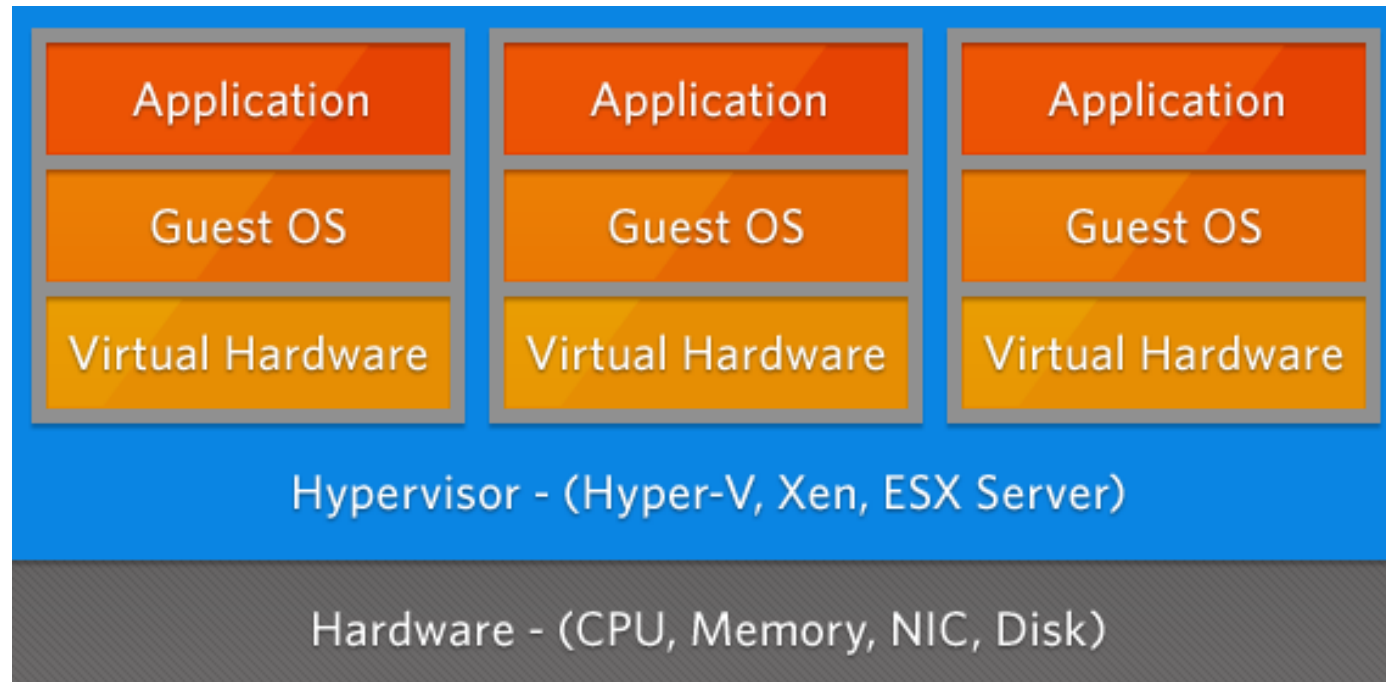 Application
Application
Application
Guest OS
Guest OS
Guest OS
Virtual Hardware
Virtual Hardware
Virtual Hardware
Hypervisor - (Hyper-V, Xen, ESX Server)
Hardware - (CPU, Memory, NIC, Disk)